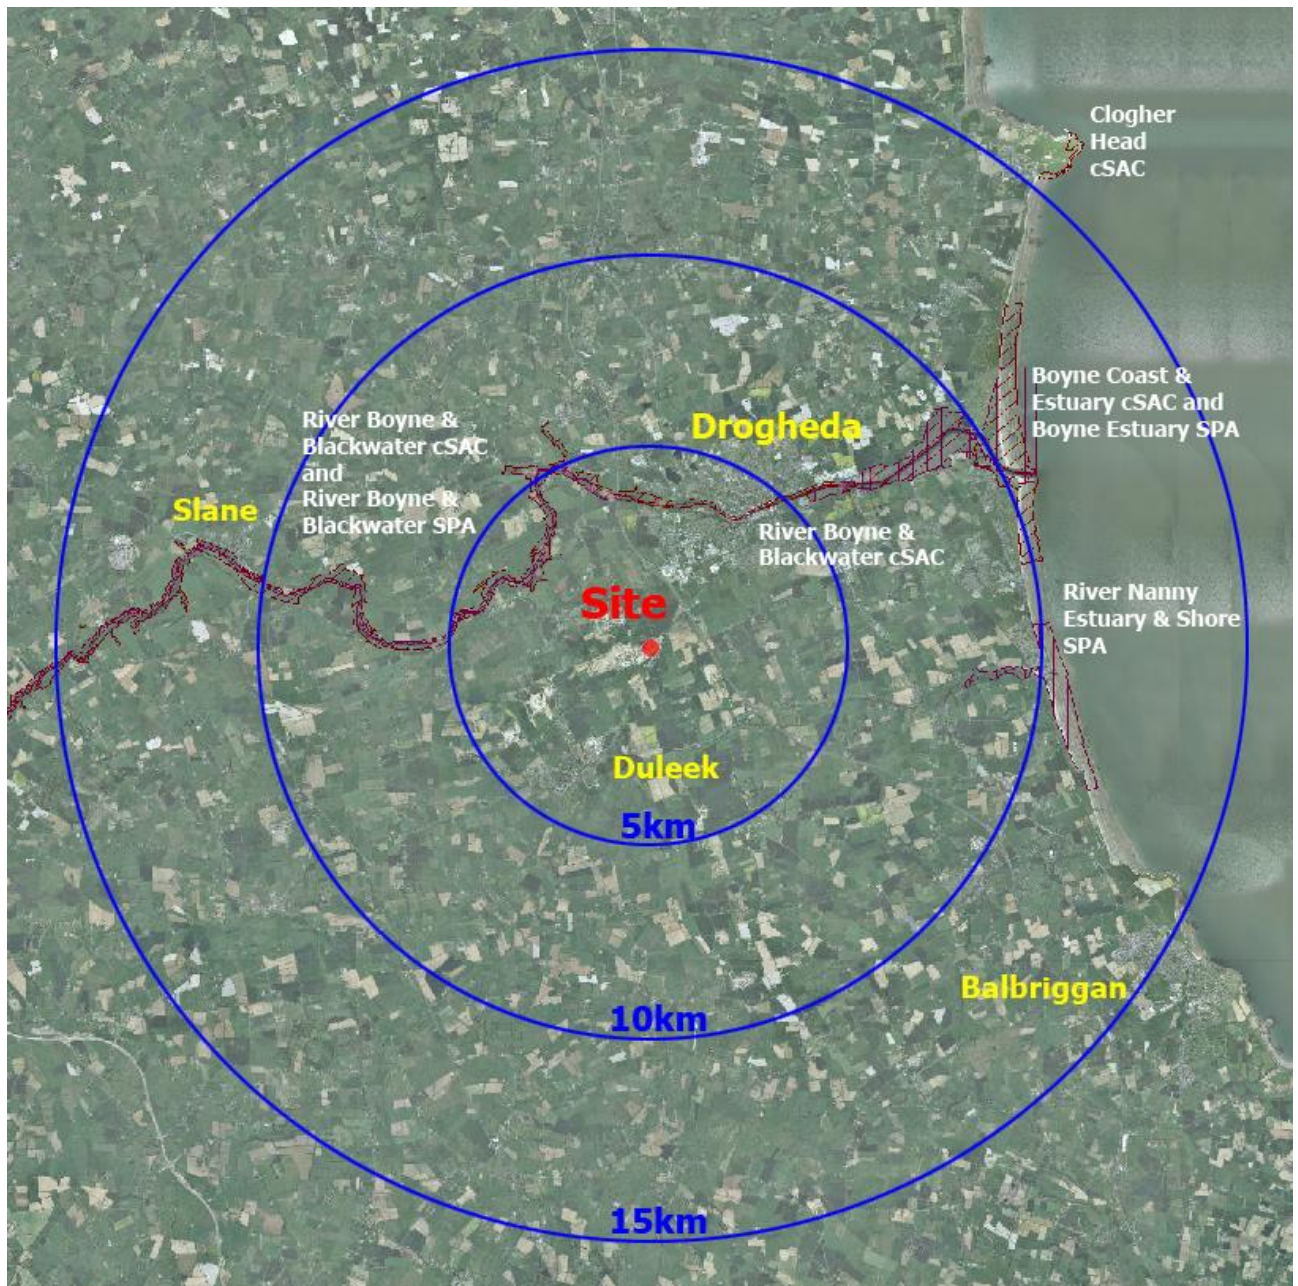 Clogher
Head
cSAC
Boyne Coast &
Estuary cSAC and
Boyne Estuary SPA
River Boyne &
Blackwater cSAC
and
River Boyne &
Blackwater SPA
Drogheda
Slane
River Boyne &
Blackwater cSAC
Site
River Nanny
Estuary & Shore
SPA
Duleek
5km
Balbriggan
10km
15km